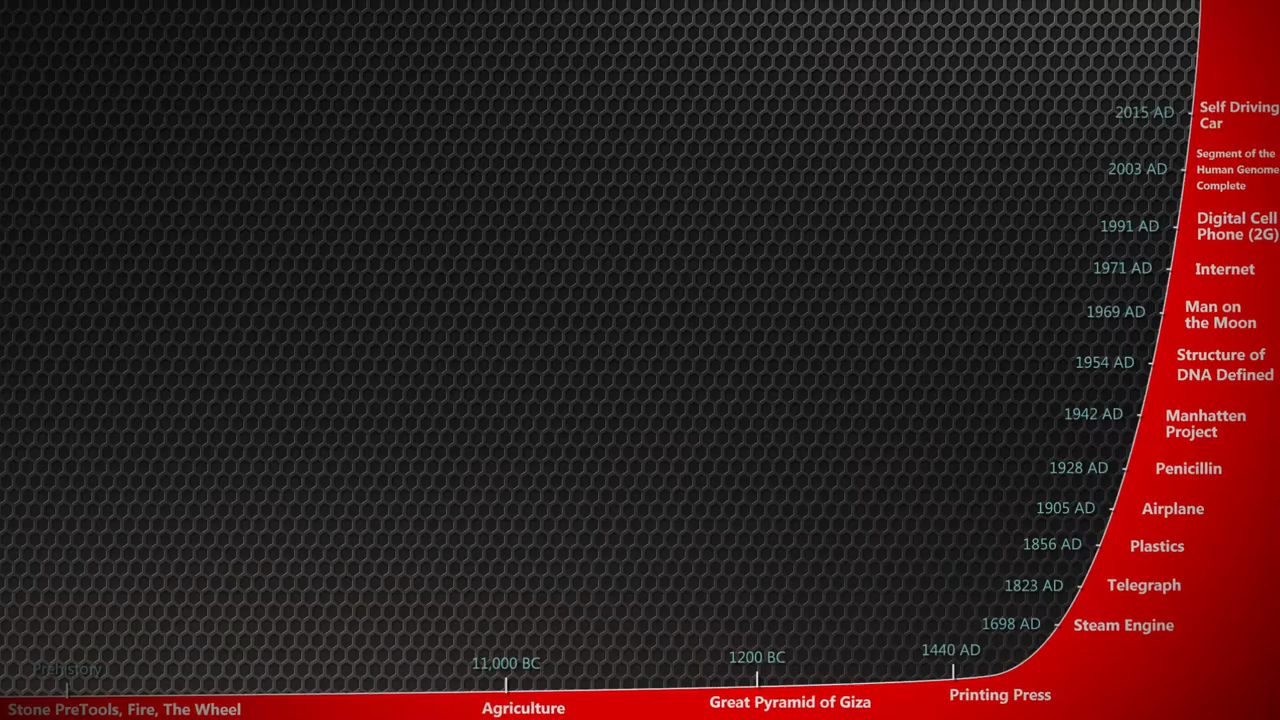 2015 AD
Self Driving
Car
2003 AD
Segment of the
Human Genome
Complete
1991 AD
Digital Cell
Phone (2G)
1971 AD
Internet
1969 AD
Man on
the Moon
1954 AD
Structure of
DNA Defined
1942 AD
Manhatten
Project
1928 AD
Penicillin
1905 AD
Airplane
1856 AD
Plastics
1823 AD
Telegraph
1698 AD
Steam Engine
1440 AD
Printing Press
1200 BC
Great Pyramid of Giza
11,000 BC
Agriculture
Prehistory
Stone PreTools, Fire, The Wheel